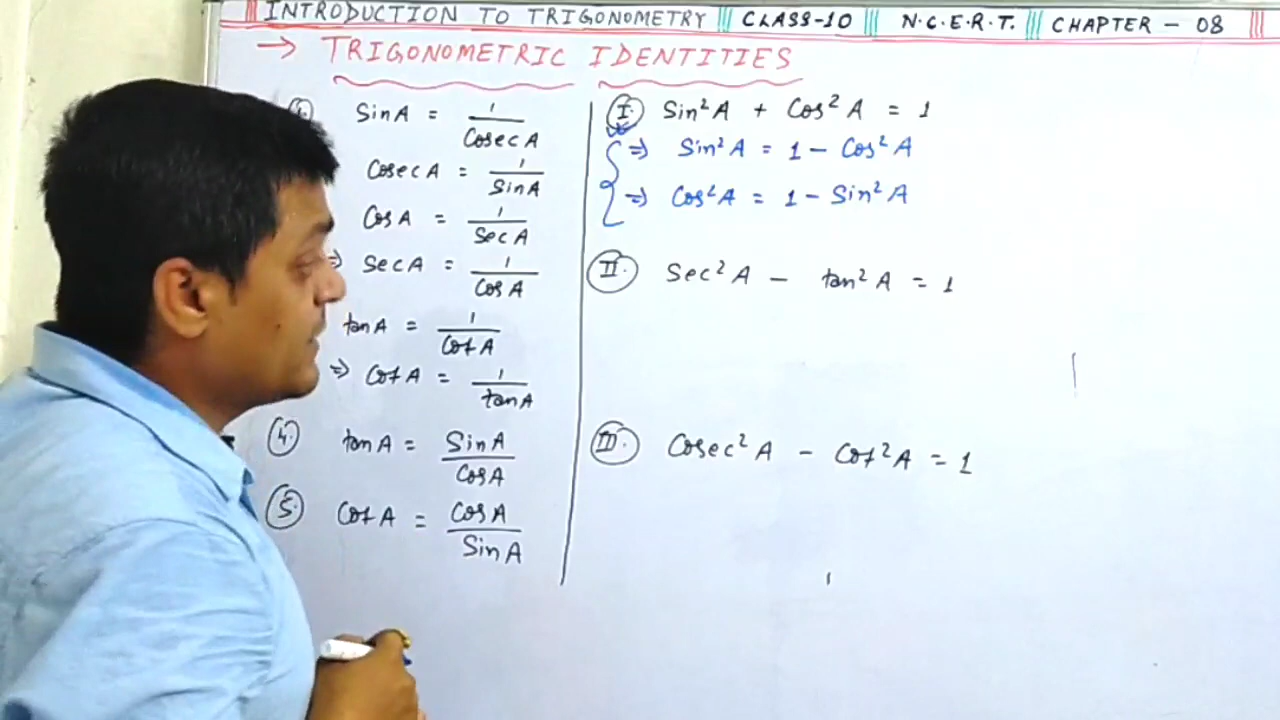 INTRODUCTION TO TRIGONOMETRY ||| CLASS-10 ||| N.C.E.R.T. ||| CHAPTER - 08 |||
→ TRIGONOMETRIC IDENTITIES
SinA = 1/CosecA
CosecA = 1/SinA
CosA = 1/SecA
⇒ SecA = 1/CosA
tanA = 1/CotA
⇒ CotA = 1/tanA
4. tanA = SinA/CosA
5. CotA = CosA/SinA
I. Sin²A + Cos²A = 1
⇒ Sin²A = 1 - Cos²A
⇒ Cos²A = 1 - Sin²A
II. Sec²A - tan²A = 1
III. Cosec²A - Cot²A = 1